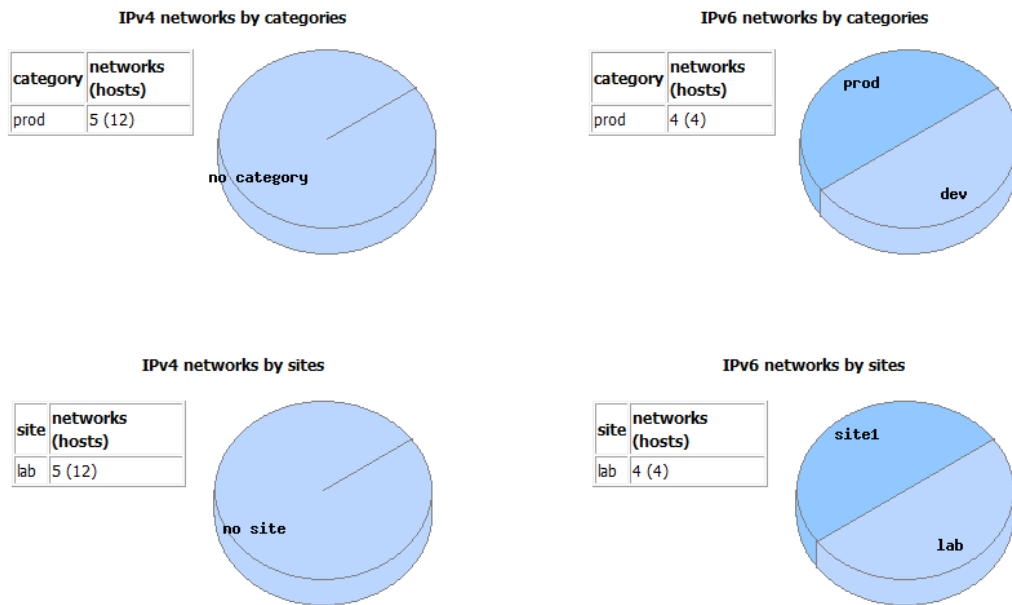 IPv4 networks by categories
category networks (hosts)
prod 5 (12)
no category
IPv6 networks by categories
category networks (hosts)
prod 4 (4)
prod
dev
IPv4 networks by sites
site networks (hosts)
lab 5 (12)
no site
IPv6 networks by sites
site networks (hosts)
lab 4 (4)
site1
lab